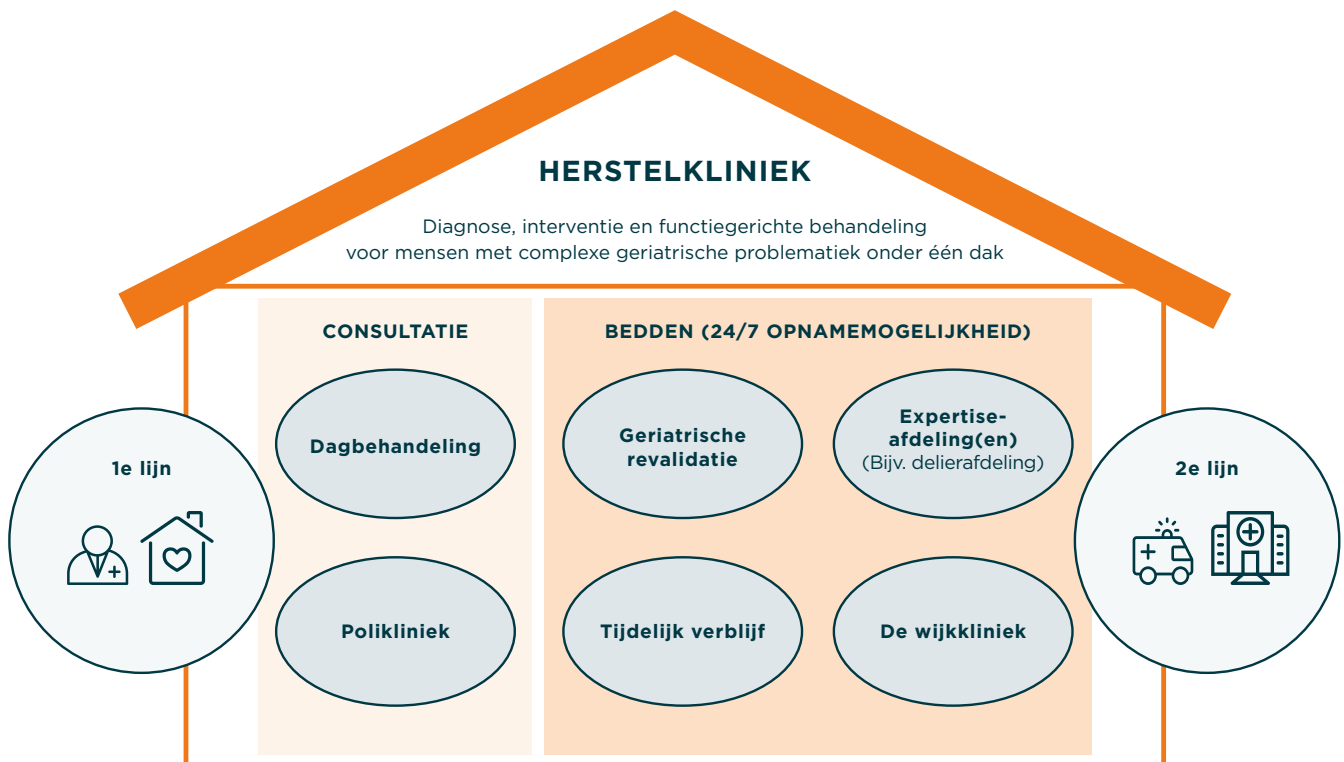 HERSTELKLINIEK
Diagnose, interventie en functiegerichte behandeling
voor mensen met complexe geriatrische problematiek onder één dak
CONSULTATIE
BEDDEN (24/7 OPNAMEMOGELIJKHEID)
1e lijn
Dagbehandeling
Polikliniek
Geriatrische
revalidatie
Expertise-
afdeling(en)
(Bijv. delierafdeling)
Tijdelijk verblijf
De wijkkliniek
2e lijn